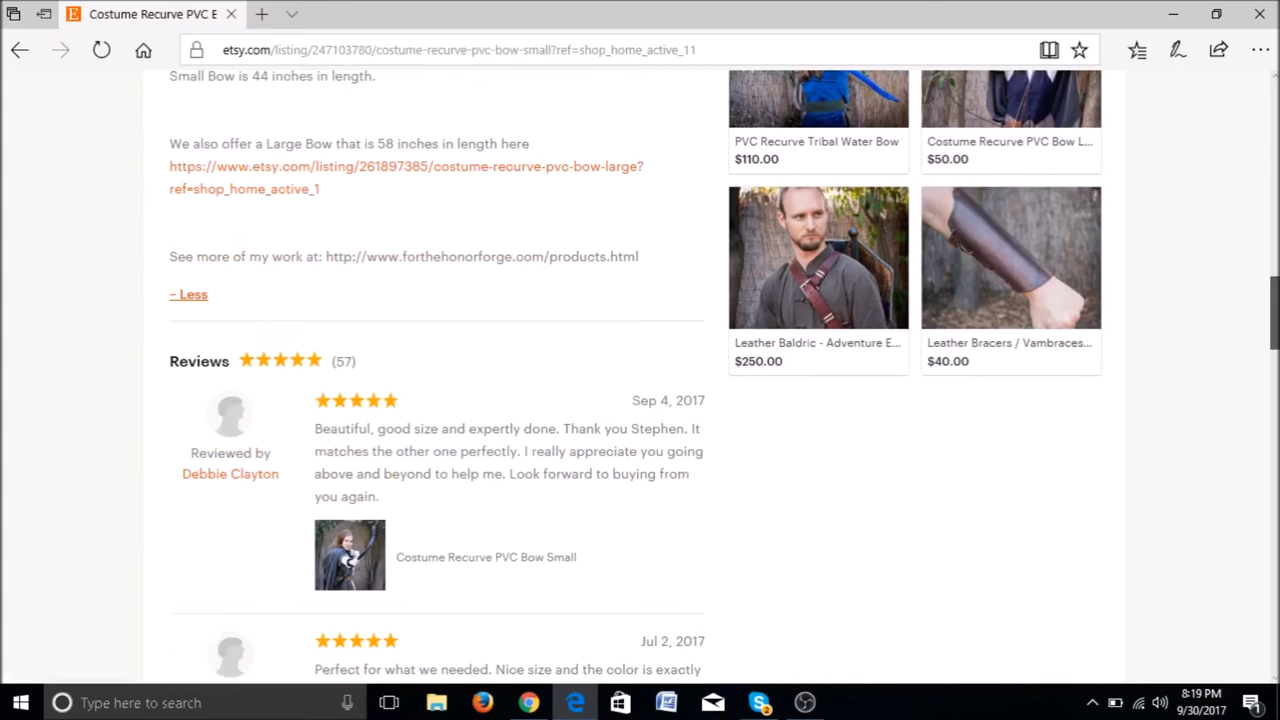 Costume Recurve PVC E
etsy.com/listing/247103780/costume-recurve-pvc-bow-small?ref=shop_home_active_11
Small Bow is 44 inches in length.
We also offer a Large Bow that is 58 inches in length here
https://www.etsy.com/listing/261897385/costume-recurve-pvc-bow-large?
ref=shop_home_active_1
See more of my work at: http://www.forthehonorforge.com/products.html
– Less
PVC Recurve Tribal Water Bow
$110.00
Costume Recurve PVC Bow L...
$50.00
Leather Baldric - Adventure E...
$250.00
Leather Bracers / Vambraces...
$40.00
Reviews (57)
Reviewed by
Debbie Clayton
Sep 4, 2017
Beautiful, good size and expertly done. Thank you Stephen. It
matches the other one perfectly. I really appreciate you going
above and beyond to help me. Look forward to buying from
you again.
Costume Recurve PVC Bow Small
Jul 2, 2017
Perfect for what we needed. Nice size and the color is exactly
Type here to search
2
8:19 PM
9/30/2017
1